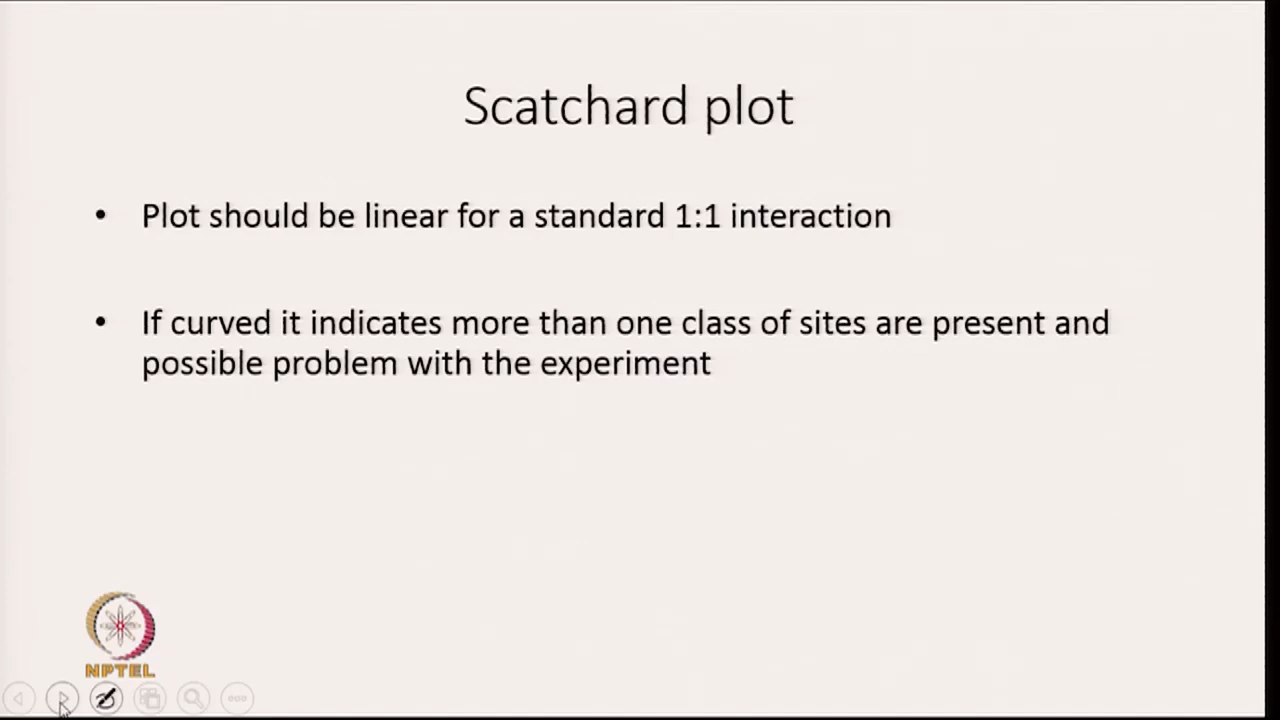 Scatchard plot
• Plot should be linear for a standard 1:1 interaction
• If curved it indicates more than one class of sites are present and
possible problem with the experiment
NPTEL